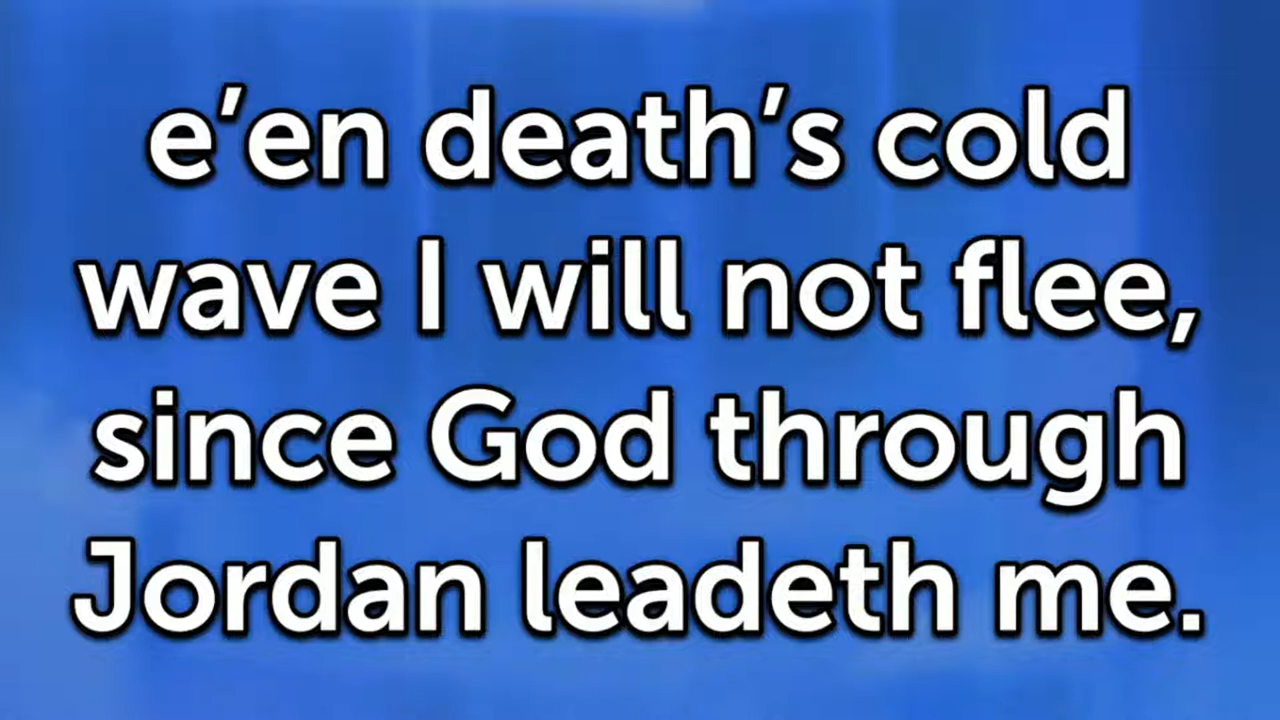 e’en death’s cold
wave I will not flee,
since God through
Jordan leadeth me.